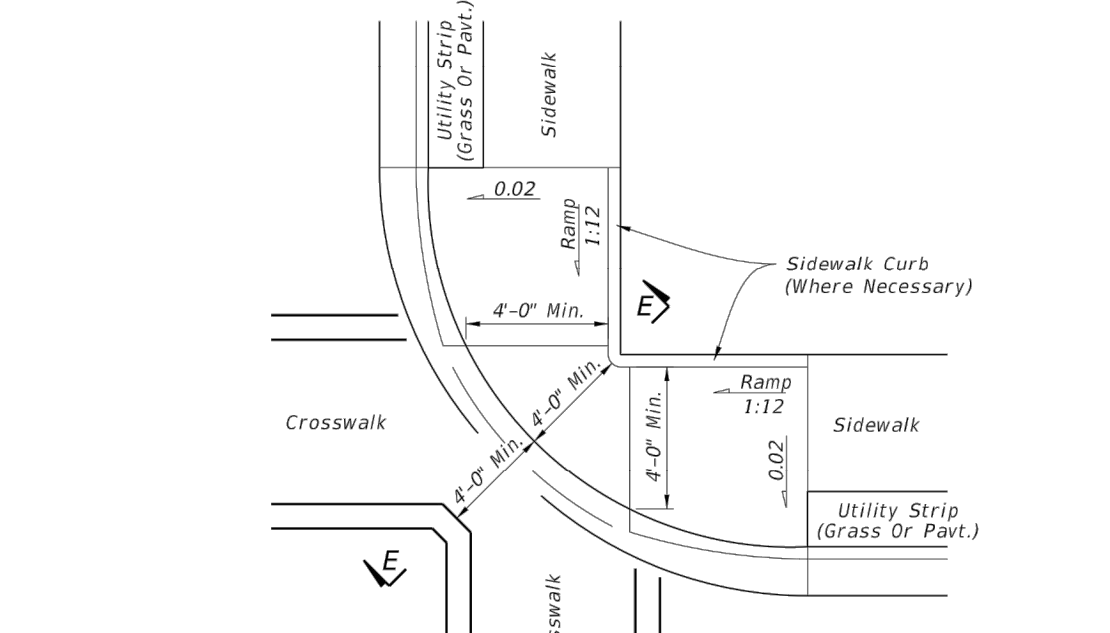 Utility Strip
(Grass Or Pavt.)
Sidewalk
0.02
Ramp
1:12
Sidewalk Curb
(Where Necessary)
E
4'-0" Min.
4'-0" Min.
4'-0" Min.
4'-0" Min.
Ramp
1:12
0.02
Crosswalk
Sidewalk
Utility Strip
(Grass Or Pavt.)
E
sswalk